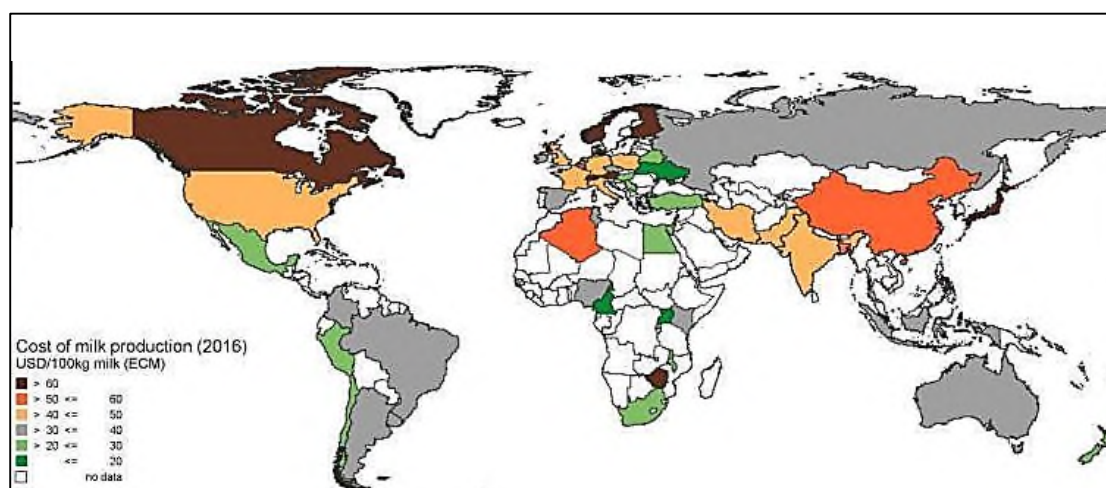 Cost of milk production (2016)
USD/100kg milk (ECM)
> 60
> 50 <= 60
> 40 <= 50
> 30 <= 40
> 20 <= 30
<= 20
no data